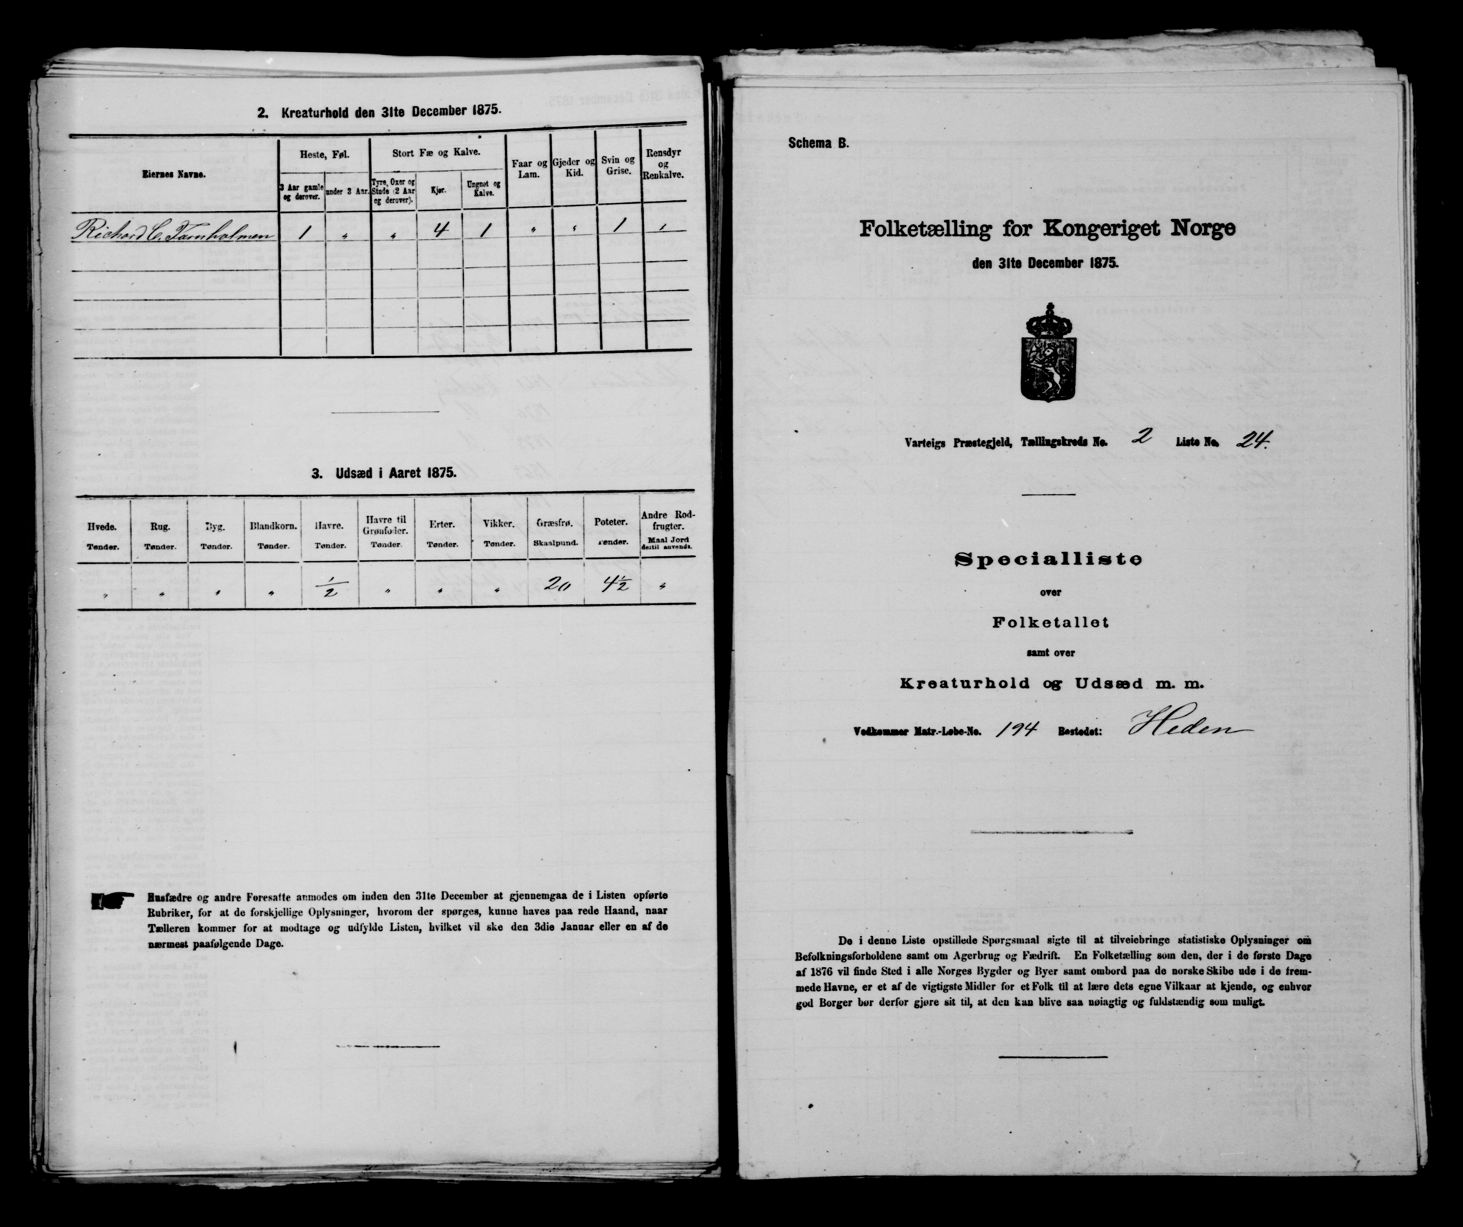 2. Kreaturhold den 31te December 1875.
Eiernes Navne.
Heste, Føl.
Stort Fæ og Kalve.
Faar og Lam.
Gjeder og Kid.
Svin og Grise.
Rensdyr og Renkalve.
3 Aar gamle og derover.
under 3 Aar.
Tyre, Oxer og Stude (2 Aar og derover).
Kjør.
Ungnøt og Kalve.
Richard C. 1 " " 4 1 " " 1 "
3. Udsæd i Aaret 1875.
Hvede. Rug. Byg. Blandkorn. Havre. Havre til Grønfoder. Erter. Vikker. Græsfrø. Poteter. Andre Rodfrugter.
Tønder. Tønder. Tønder. Tønder. Tønder. Tønder. Tønder. Tønder. Skaalpund. Tønder. Maal Jord dertil anvendt.
" " " " 1/2 " " " 20 4 1/2 "
Husfædre og andre Foresatte anmodes om inden den 31te December at gjennemgaa de i Listen opførte
Rubriker, for at de forskjellige Oplysninger, hvorom der spørges, kunne haves paa rede Haand, naar
Tælleren kommer for at modtage og udfylde Listen, hvilket vil ske den 3die Januar eller en af de
nærmest paafølgende Dage.
Schema B.
Folketælling for Kongeriget Norge
den 31te December 1875.
Varteigs Præstegjeld, Tællingskreds No. 2 Liste No. 24.
Specialliste
over
Folketallet
samt over
Kreaturhold og Udsæd m. m.
Vedkommer Matr.-Løbe-No. 194 Bostedet: Heden
De i denne Liste opstillede Spørgsmaal sigte til at tilveiebringe statistiske Oplysninger om
Befolkningsforholdene samt om Agerbrug og Fædrift. En Folketælling som den, der i de første Dage
af 1876 vil finde Sted i alle Norges Bygder og Byer samt ombord paa de norske Skibe ude i de frem-
mede Havne, er et af de vigtigste Midler for et Folk til at lære dets egne Vilkaar at kjende, og enhver
god Borger bør derfor gjøre sit til, at den kan blive saa nøiagtig og fuldstændig som muligt.